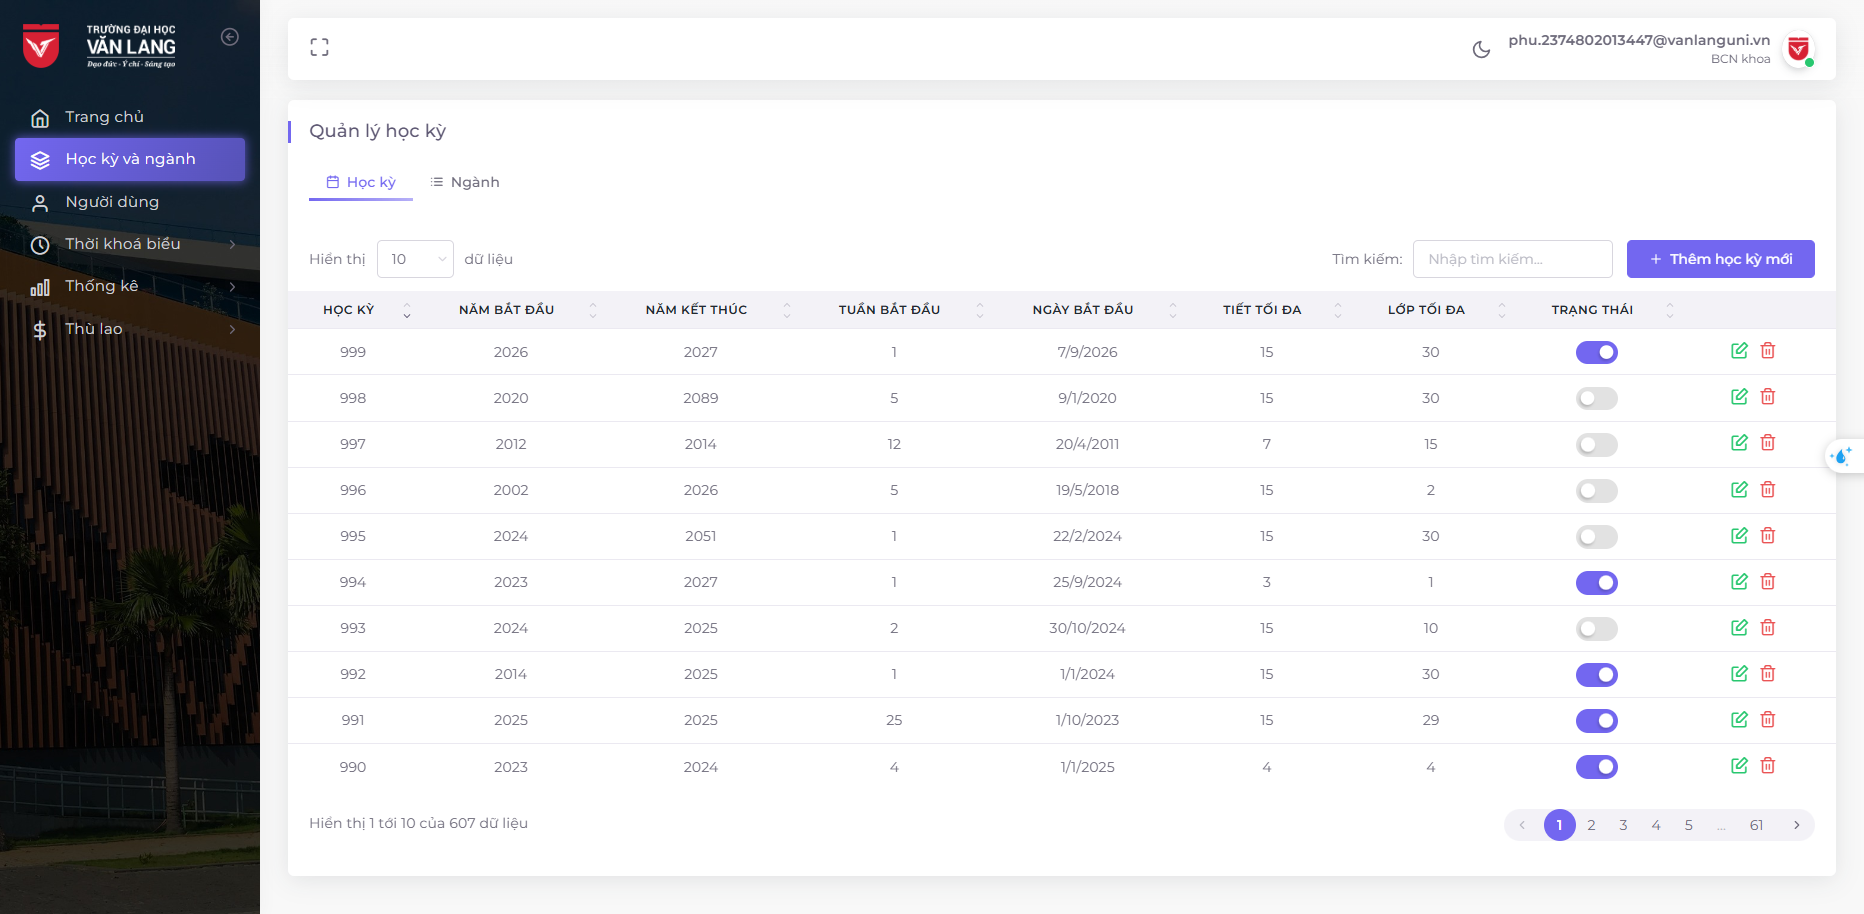 TRƯỜNG ĐẠI HỌC
VĂN LANG
Đạo đức - Ý chí - Sáng tạo
Trang chủ
Học kỳ và ngành
Người dùng
Thời khoá biểu
Thống kê
Thù lao
phu.2374802013447@vanlanguni.vn
BCN khoa
Quản lý học kỳ
Học kỳ Ngành
Hiển thị 10 dữ liệu Tìm kiếm: Nhập tìm kiếm... + Thêm học kỳ mới
HỌC KỲ NĂM BẮT ĐẦU NĂM KẾT THÚC TUẦN BẮT ĐẦU NGÀY BẮT ĐẦU TIẾT TỐI ĐA LỚP TỐI ĐA TRẠNG THÁI
999 2026 2027 1 7/9/2026 15 30
998 2020 2089 5 9/1/2020 15 30
997 2012 2014 12 20/4/2011 7 15
996 2002 2026 5 19/5/2018 15 2
995 2024 2051 1 22/2/2024 15 30
994 2023 2027 1 25/9/2024 3 1
993 2024 2025 2 30/10/2024 15 10
992 2014 2025 1 1/1/2024 15 30
991 2025 2025 25 1/10/2023 15 29
990 2023 2024 4 1/1/2025 4 4
Hiển thị 1 tới 10 của 607 dữ liệu
1 2 3 4 5 ... 61